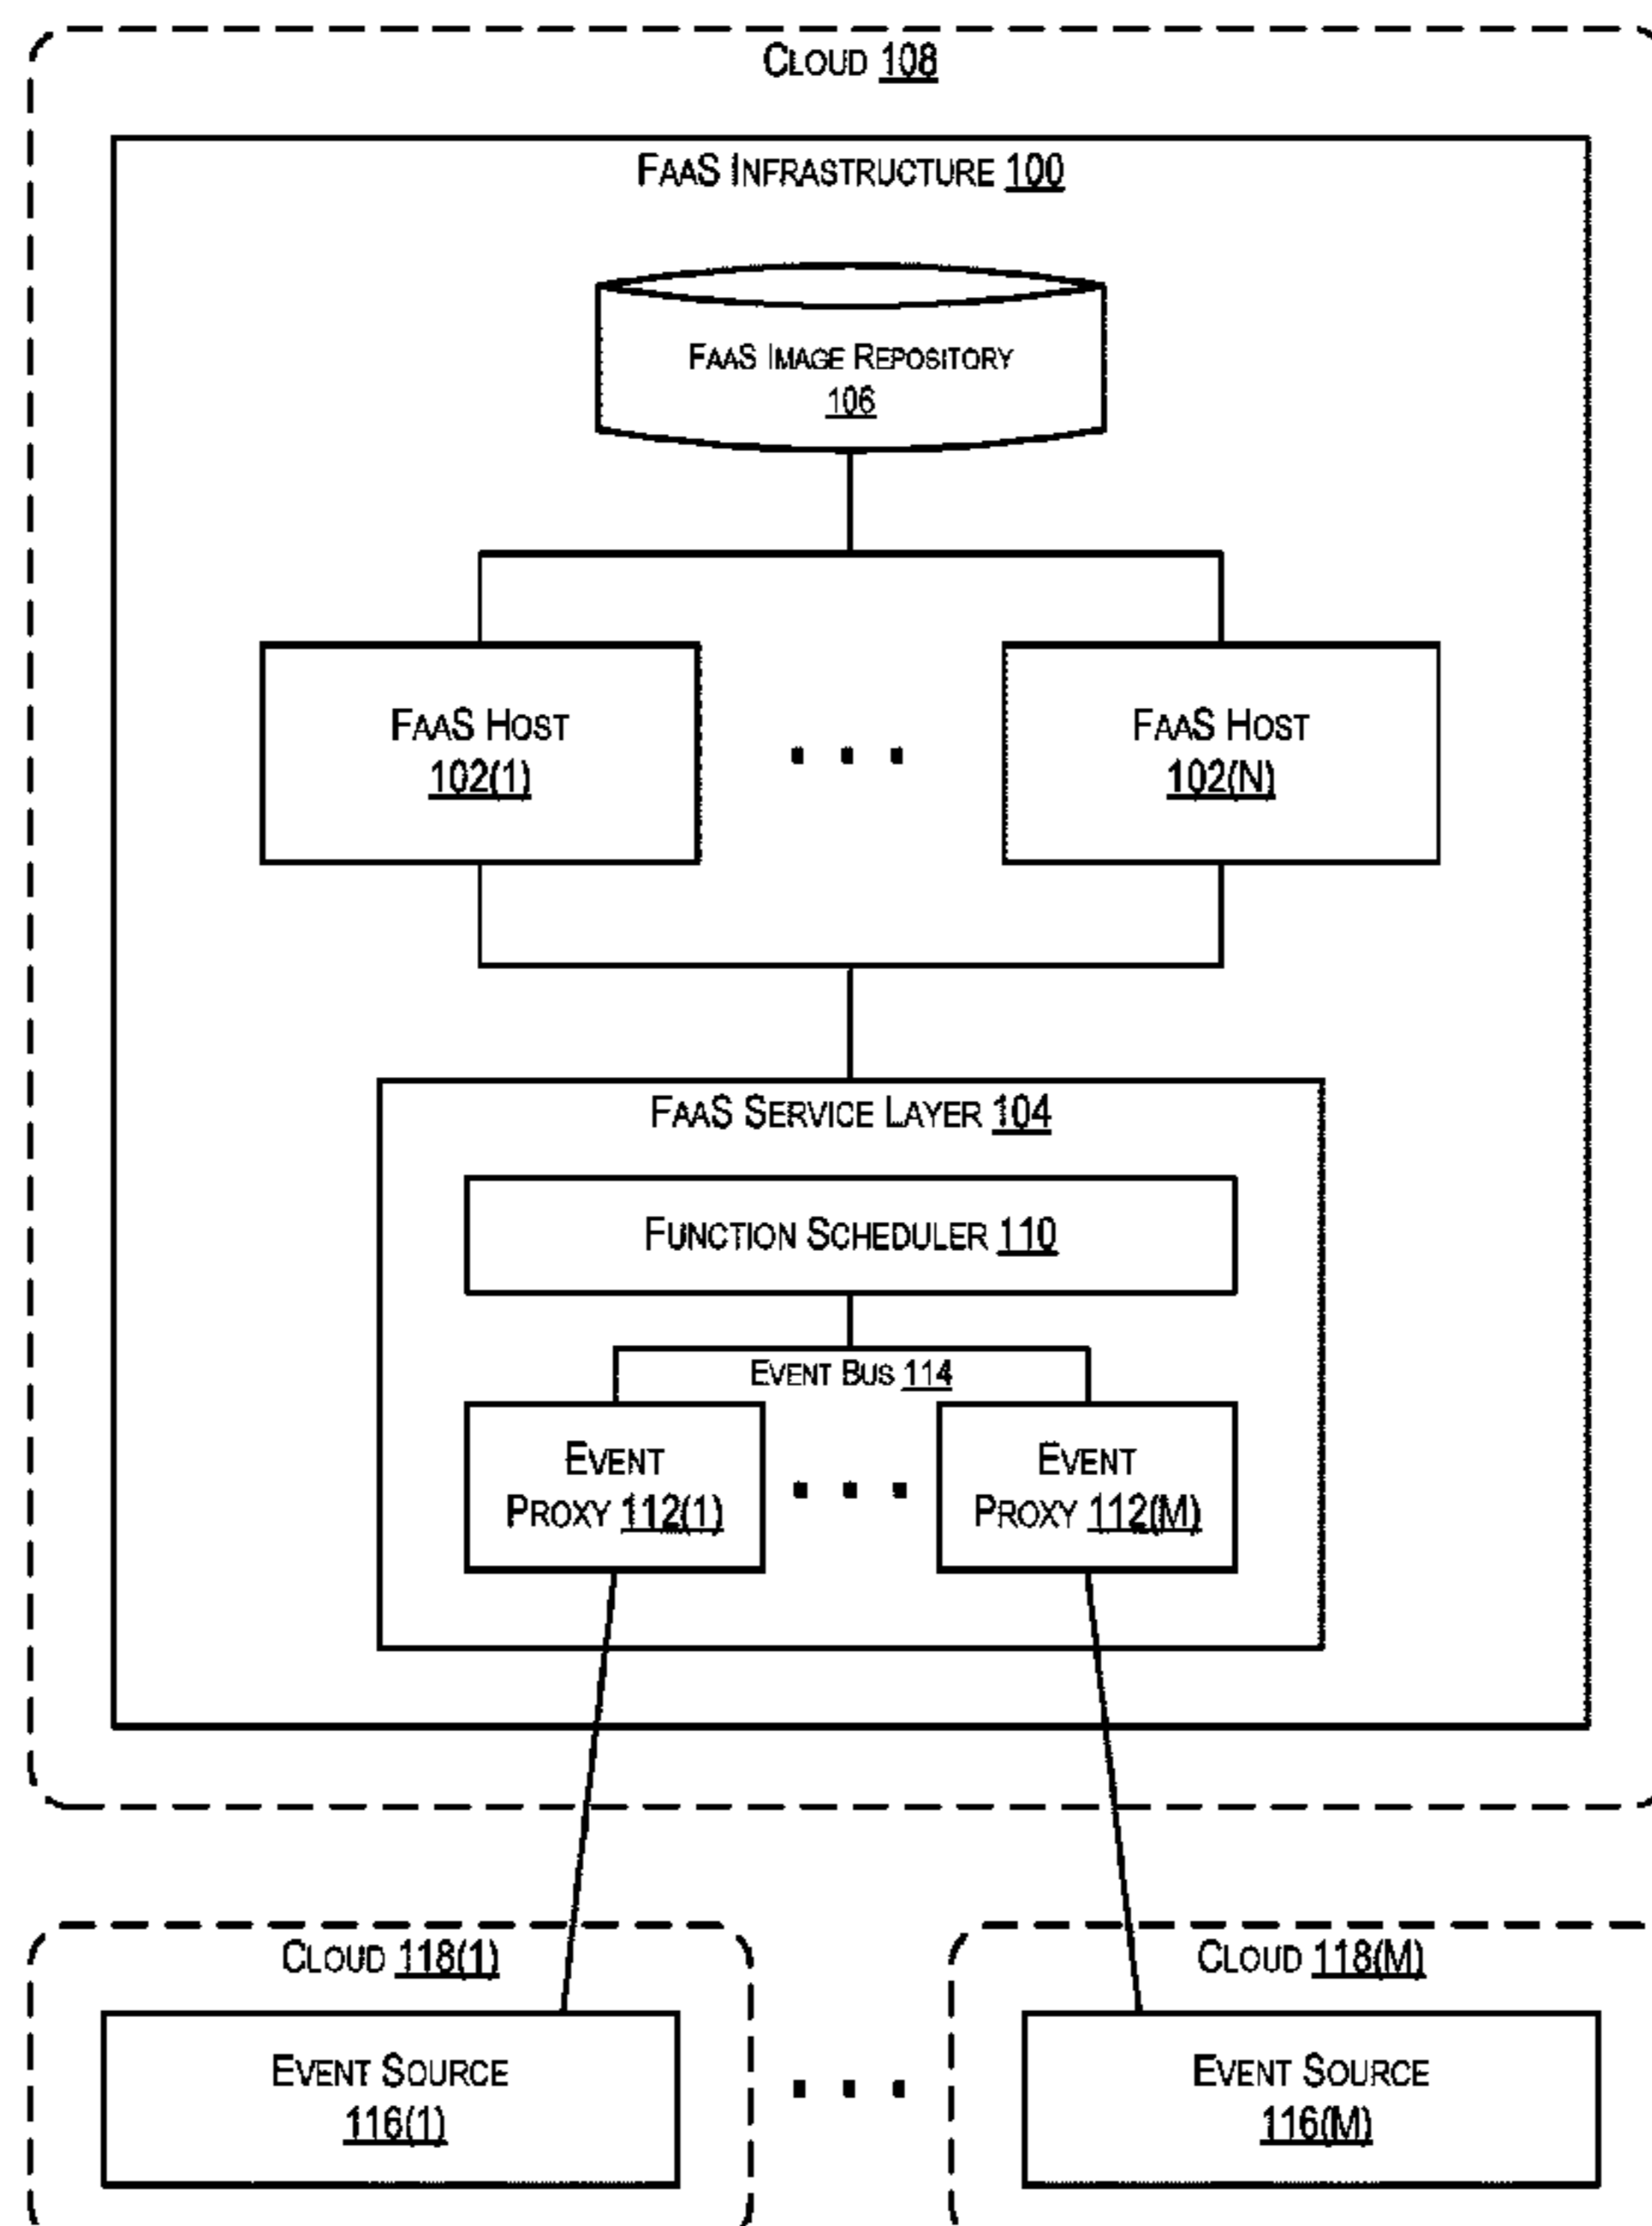 CLOUD 108
FAAS INFRASTRUCTURE 100
FAAS IMAGE REPOSITORY
106
FAAS HOST
102(1)
FAAS HOST
102(N)
FAAS SERVICE LAYER 104
FUNCTION SCHEDULER 110
EVENT BUS 114
EVENT
PROXY 112(1)
EVENT
PROXY 112(M)
CLOUD 118(1)
EVENT SOURCE
116(1)
CLOUD 118(M)
EVENT SOURCE
116(M)